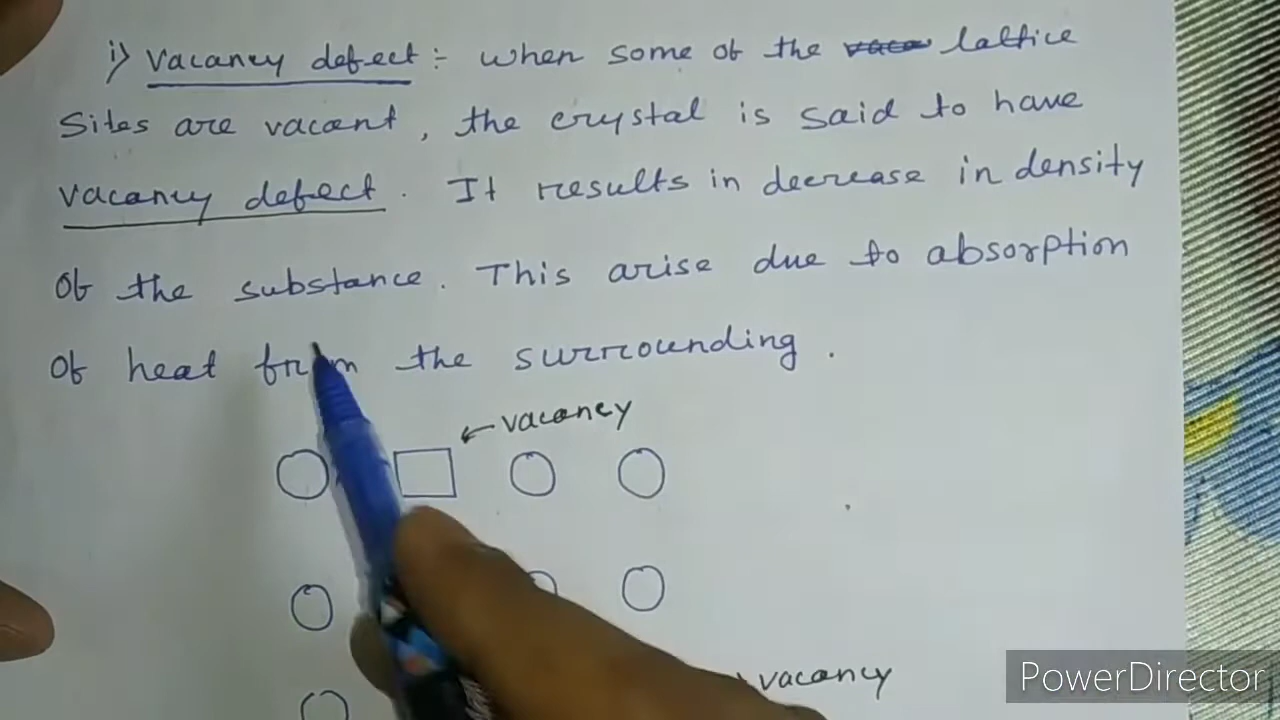 i) Vacancy defect :- when some of the lattice
Sites are vacant, the crystal is said to have
vacancy defect. It results in decrease in density
of the substance. This arise due to absorption
of heat from the surrounding.
← vacancy
vacancy
PowerDirector